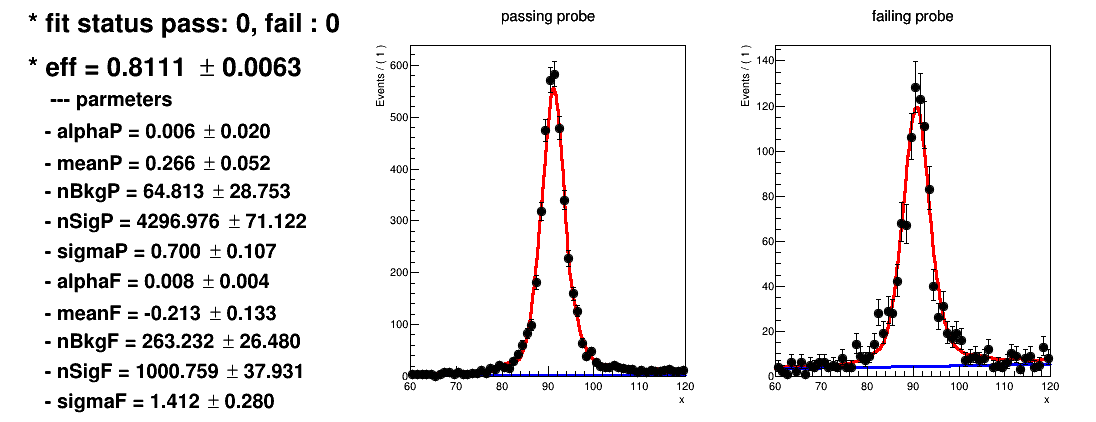 * fit status pass: 0, fail : 0
* eff = 0.8111 ± 0.0063
--- parmeters
- alphaP = 0.006 ± 0.020
- meanP = 0.266 ± 0.052
- nBkgP = 64.813 ± 28.753
- nSigP = 4296.976 ± 71.122
- sigmaP = 0.700 ± 0.107
- alphaF = 0.008 ± 0.004
- meanF = -0.213 ± 0.133
- nBkgF = 263.232 ± 26.480
- nSigF = 1000.759 ± 37.931
- sigmaF = 1.412 ± 0.280
passing probe
Events / ( 1 )
600
500
400
300
200
100
0
60 70 80 90 100 110 120
x
failing probe
Events / ( 1 )
140
120
100
80
60
40
20
0
60 70 80 90 100 110 120
x